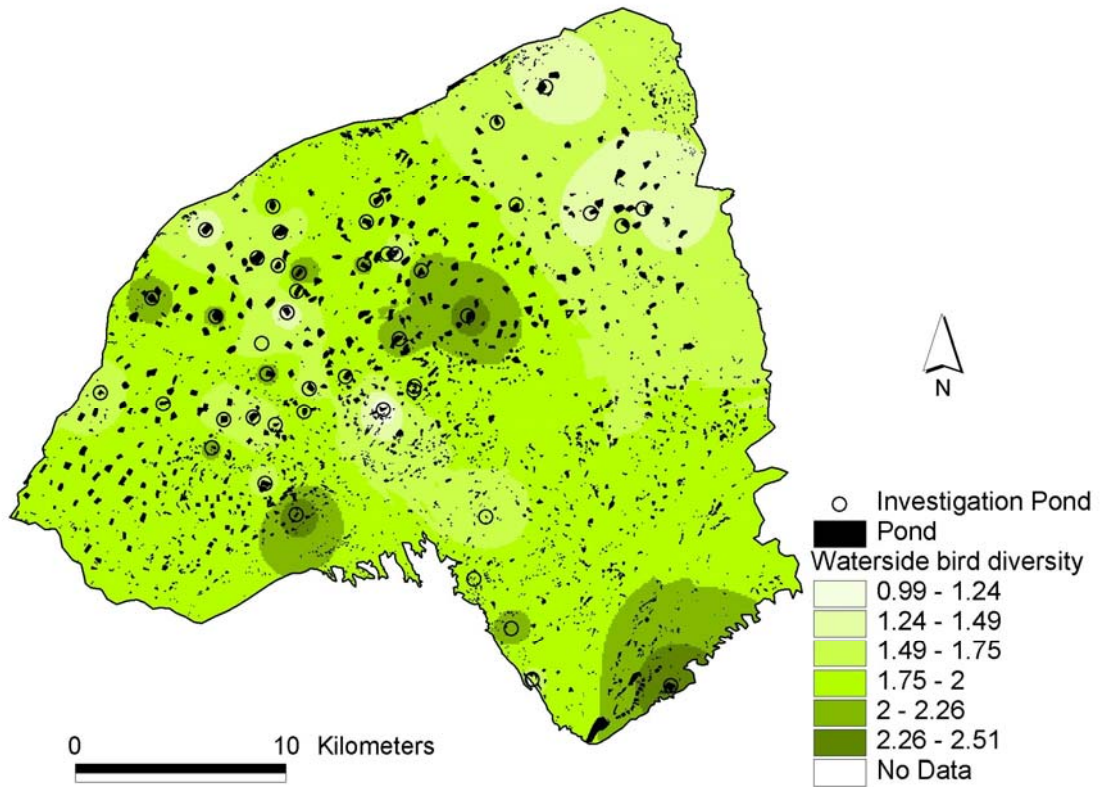 N
Investigation Pond
Pond
Waterside bird diversity
0.99 - 1.24
1.24 - 1.49
1.49 - 1.75
1.75 - 2
2 - 2.26
2.26 - 2.51
No Data
0 10 Kilometers